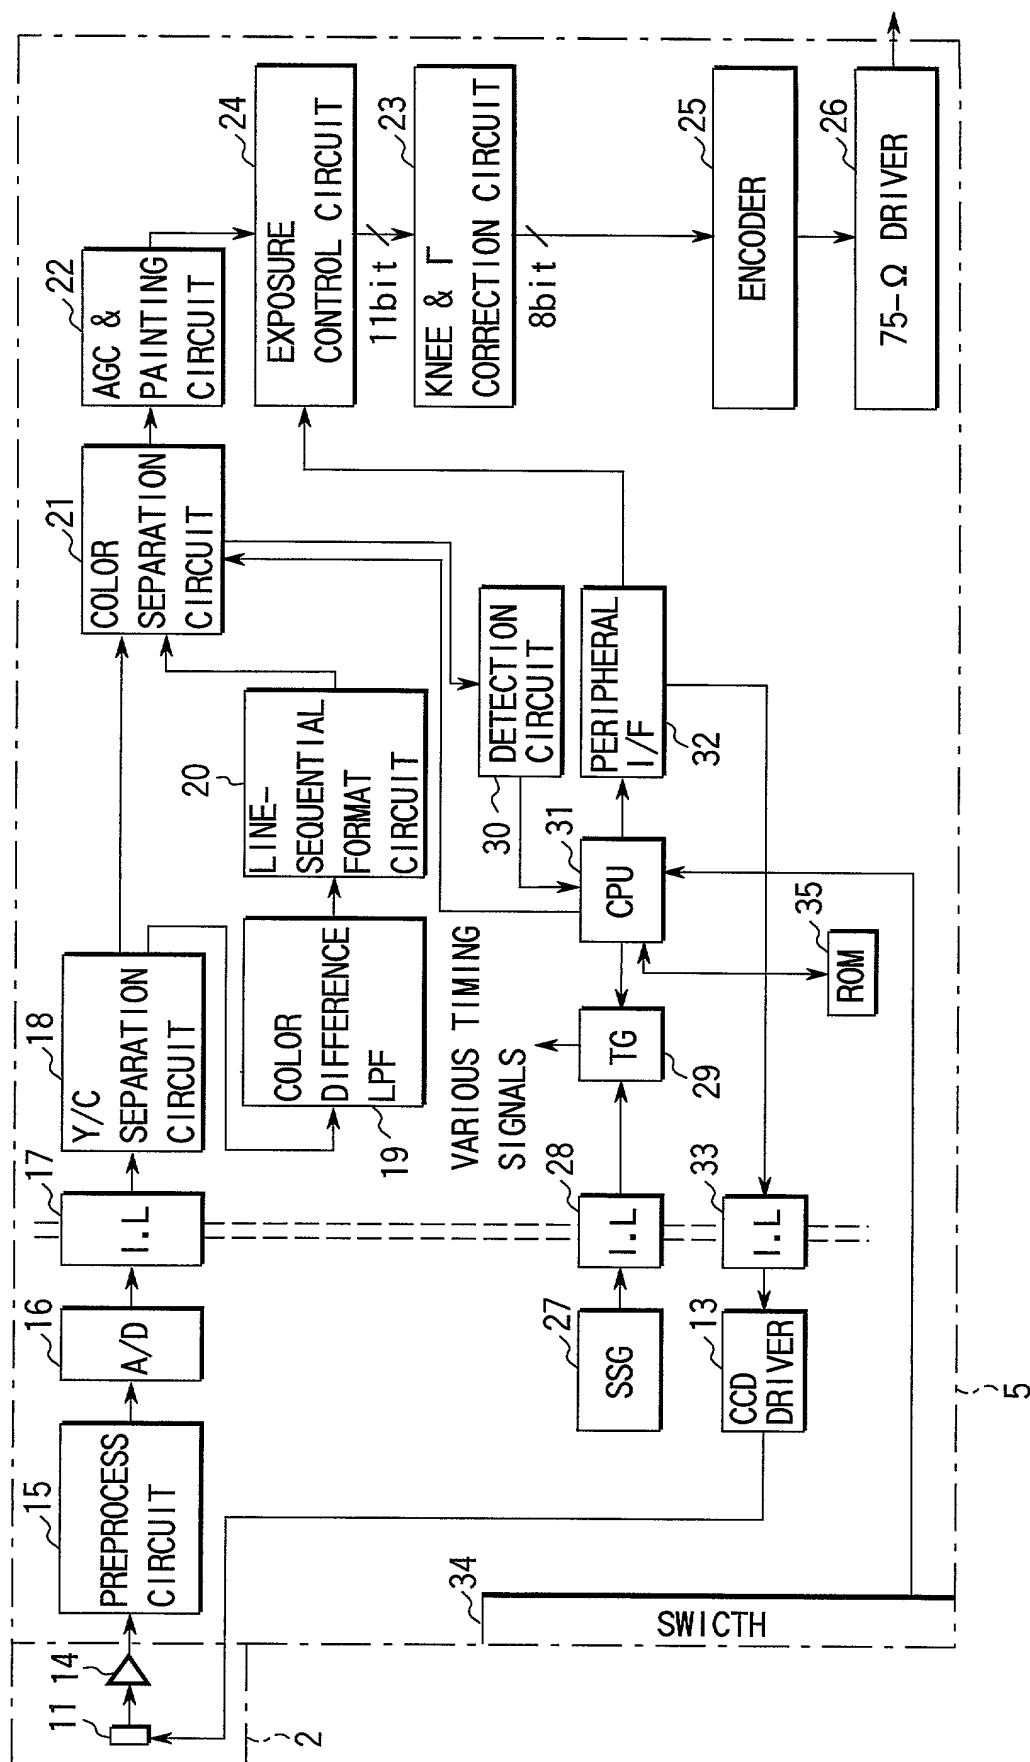 11
14
2
15
PREPROCESS
CIRCUIT
16
A/D
17
I.L
18
Y/C
SEPARATION
CIRCUIT
19
COLOR
DIFFERENCE
LPF
20
LINE-
SEQUENTIAL
FORMAT
CIRCUIT
21
COLOR
SEPARATION
CIRCUIT
22
AGC &
PAINTING
CIRCUIT
24
EXPOSURE
CONTROL CIRCUIT
11bit
23
KNEE & Γ
CORRECTION CIRCUIT
8bit
25
ENCODER
26
75-Ω DRIVER
27
SSG
28
I.L
VARIOUS TIMING
SIGNALS
TG
29
30
DETECTION
CIRCUIT
31
CPU
PERIPHERAL
I/F
32
13
CCD
DRIVER
33
I.L
35
ROM
34
SWICTH
5